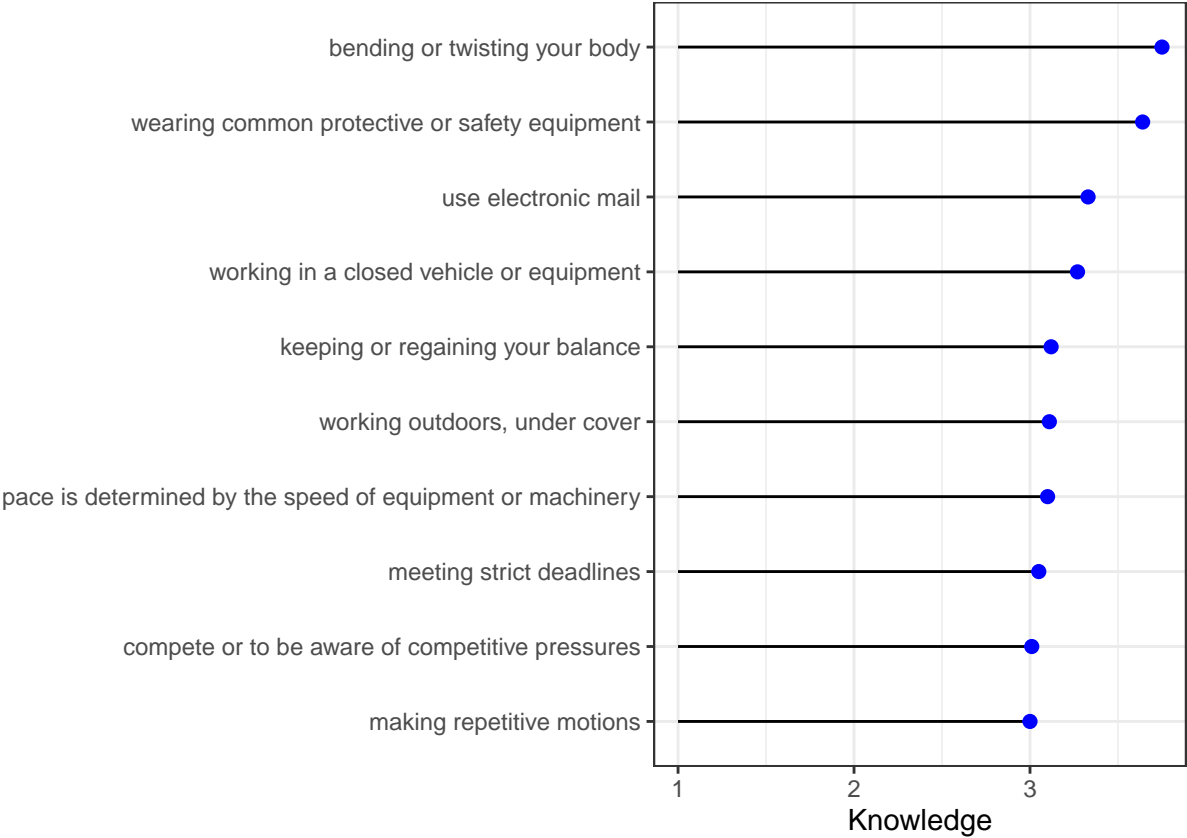 bending or twisting your body
wearing common protective or safety equipment
use electronic mail
working in a closed vehicle or equipment
keeping or regaining your balance
working outdoors, under cover
pace is determined by the speed of equipment or machinery
meeting strict deadlines
compete or to be aware of competitive pressures
making repetitive motions
1 2 3
Knowledge